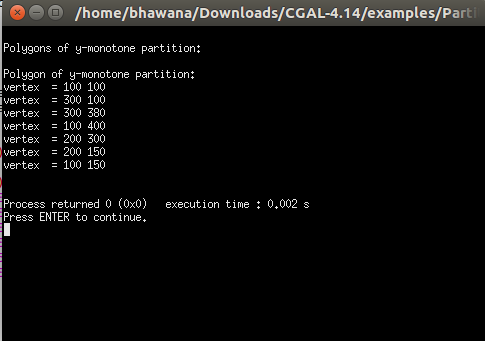 /home/bhawana/Downloads/CGAL-4.14/examples/Parti
Polygons of y-monotone partition:
Polygon of y-monotone partition:
vertex  = 100 100
vertex  = 300 100
vertex  = 300 380
vertex  = 100 400
vertex  = 200 300
vertex  = 200 150
vertex  = 100 150
Process returned 0 (0x0)   execution time : 0.002 s
Press ENTER to continue.